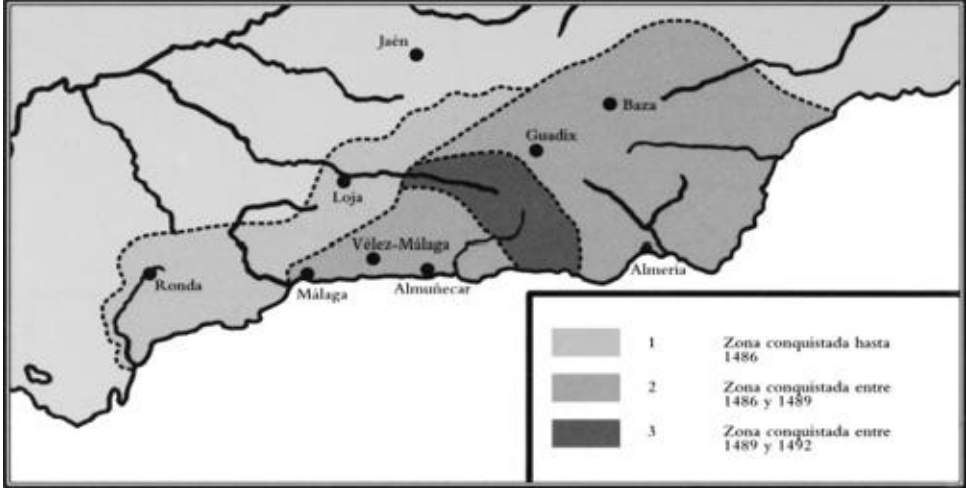 Jaén
Baza
Guadix
Loja
Vélez-Málaga
Ronda
Málaga
Almuñecar
Almeria
1 Zona conquistada hasta
1486
2 Zona conquistada entre
1486 y 1489
3 Zona conquistada entre
1489 y 1492